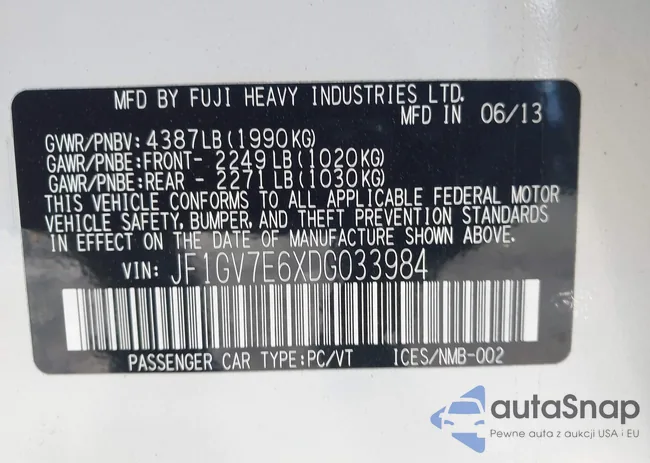 MFD BY FUJI HEAVY INDUSTRIES LTD.
MFD IN 06/13
GVWR/PNBV: 4387LB(1990KG)
GAWR/PNBE:FRONT- 2249LB(1020KG)
GAWR/PNBE:REAR - 2271LB(1030KG)
THIS VEHICLE CONFORMS TO ALL APPLICABLE FEDERAL MOTOR
VEHICLE SAFETY, BUMPER, AND THEFT PREVENTION STANDARDS
IN EFFECT ON THE DATE OF MANUFACTURE SHOWN ABOVE.
VIN: JF1GV7E6XDG033984
PASSENGER CAR TYPE:PC/VT ICES/NMB-002
autaSnap
Pewne auta z aukcji USA i EU